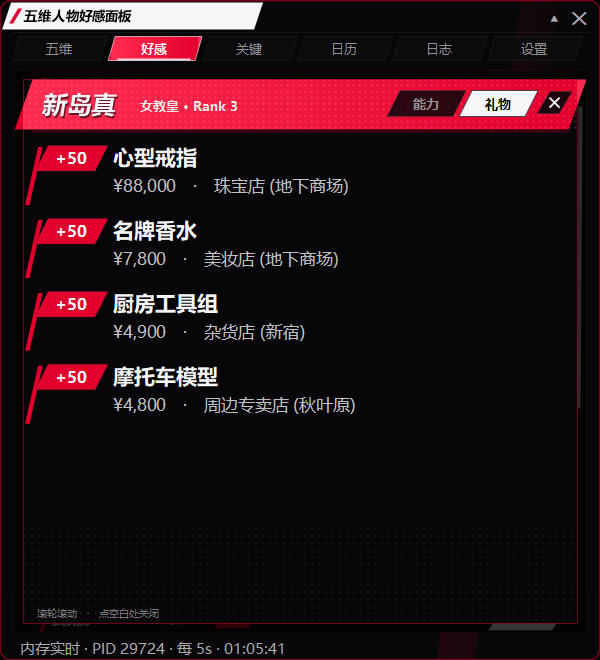 五维人物好感面板
五维 好感 关键 日历 日志 设置
新岛真 女教皇 • Rank 3 能力 礼物
+50 心型戒指
¥88,000 · 珠宝店 (地下商场)
+50 名牌香水
¥7,800 · 美妆店 (地下商场)
+50 厨房工具组
¥4,900 · 杂货店 (新宿)
+50 摩托车模型
¥4,800 · 周边专卖店 (秋叶原)
滚轮滚动 · 点空白处关闭
内存实时 · PID 29724 · 每 5s · 01:05:41